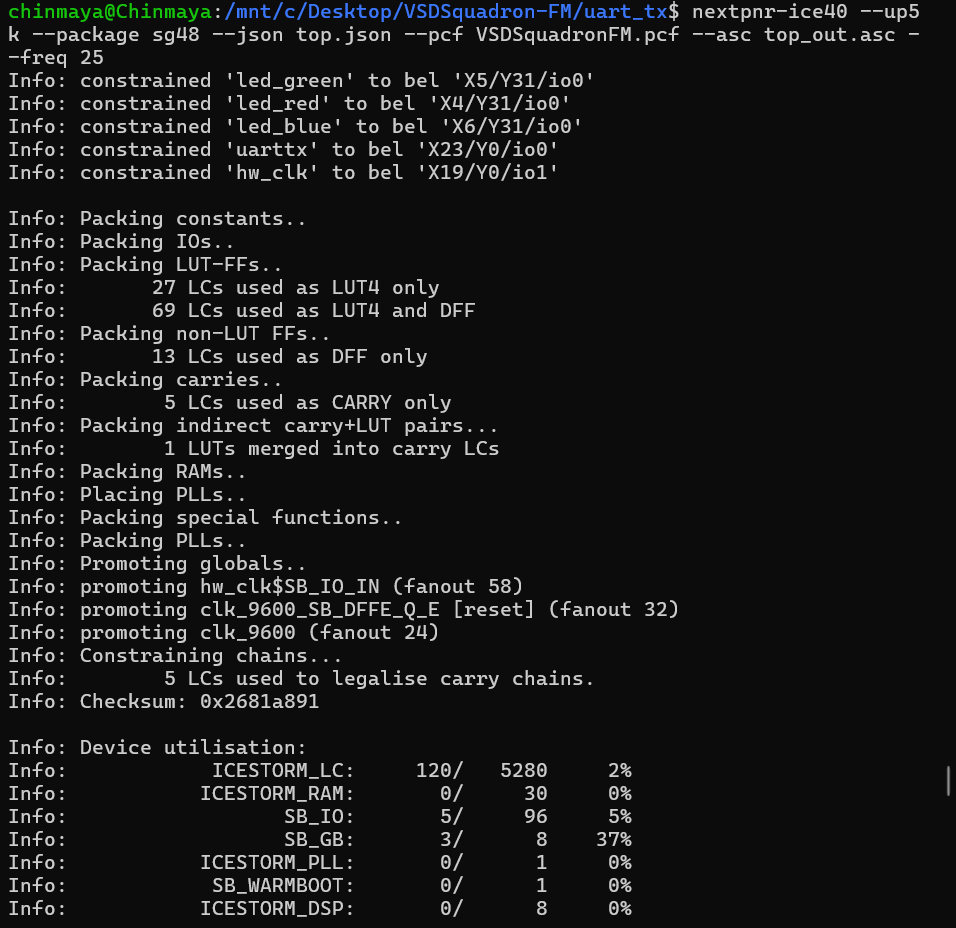 chinmaya@Chinmaya:/mnt/c/Desktop/VSDSquadron-FM/uart_tx$ nextpnr-ice40 --up5
k --package sg48 --json top.json --pcf VSDSquadronFM.pcf --asc top_out.asc -
-freq 25
Info: constrained 'led_green' to bel 'X5/Y31/io0'
Info: constrained 'led_red' to bel 'X4/Y31/io0'
Info: constrained 'led_blue' to bel 'X6/Y31/io0'
Info: constrained 'uarttx' to bel 'X23/Y0/io0'
Info: constrained 'hw_clk' to bel 'X19/Y0/io1'

Info: Packing constants..
Info: Packing IOs..
Info: Packing LUT-FFs..
Info:       27 LCs used as LUT4 only
Info:       69 LCs used as LUT4 and DFF
Info: Packing non-LUT FFs..
Info:       13 LCs used as DFF only
Info: Packing carries..
Info:        5 LCs used as CARRY only
Info: Packing indirect carry+LUT pairs...
Info:        1 LUTs merged into carry LCs
Info: Packing RAMs..
Info: Placing PLLs..
Info: Packing special functions..
Info: Packing PLLs..
Info: Promoting globals..
Info: promoting hw_clk$SB_IO_IN (fanout 58)
Info: promoting clk_9600_SB_DFFE_Q_E [reset] (fanout 32)
Info: promoting clk_9600 (fanout 24)
Info: Constraining chains...
Info:        5 LCs used to legalise carry chains.
Info: Checksum: 0x2681a891

Info: Device utilisation:
Info:            ICESTORM_LC:     120/   5280     2%
Info:           ICESTORM_RAM:       0/     30     0%
Info:                  SB_IO:       5/     96     5%
Info:                  SB_GB:       3/      8    37%
Info:           ICESTORM_PLL:       0/      1     0%
Info:            SB_WARMBOOT:       0/      1     0%
Info:           ICESTORM_DSP:       0/      8     0%